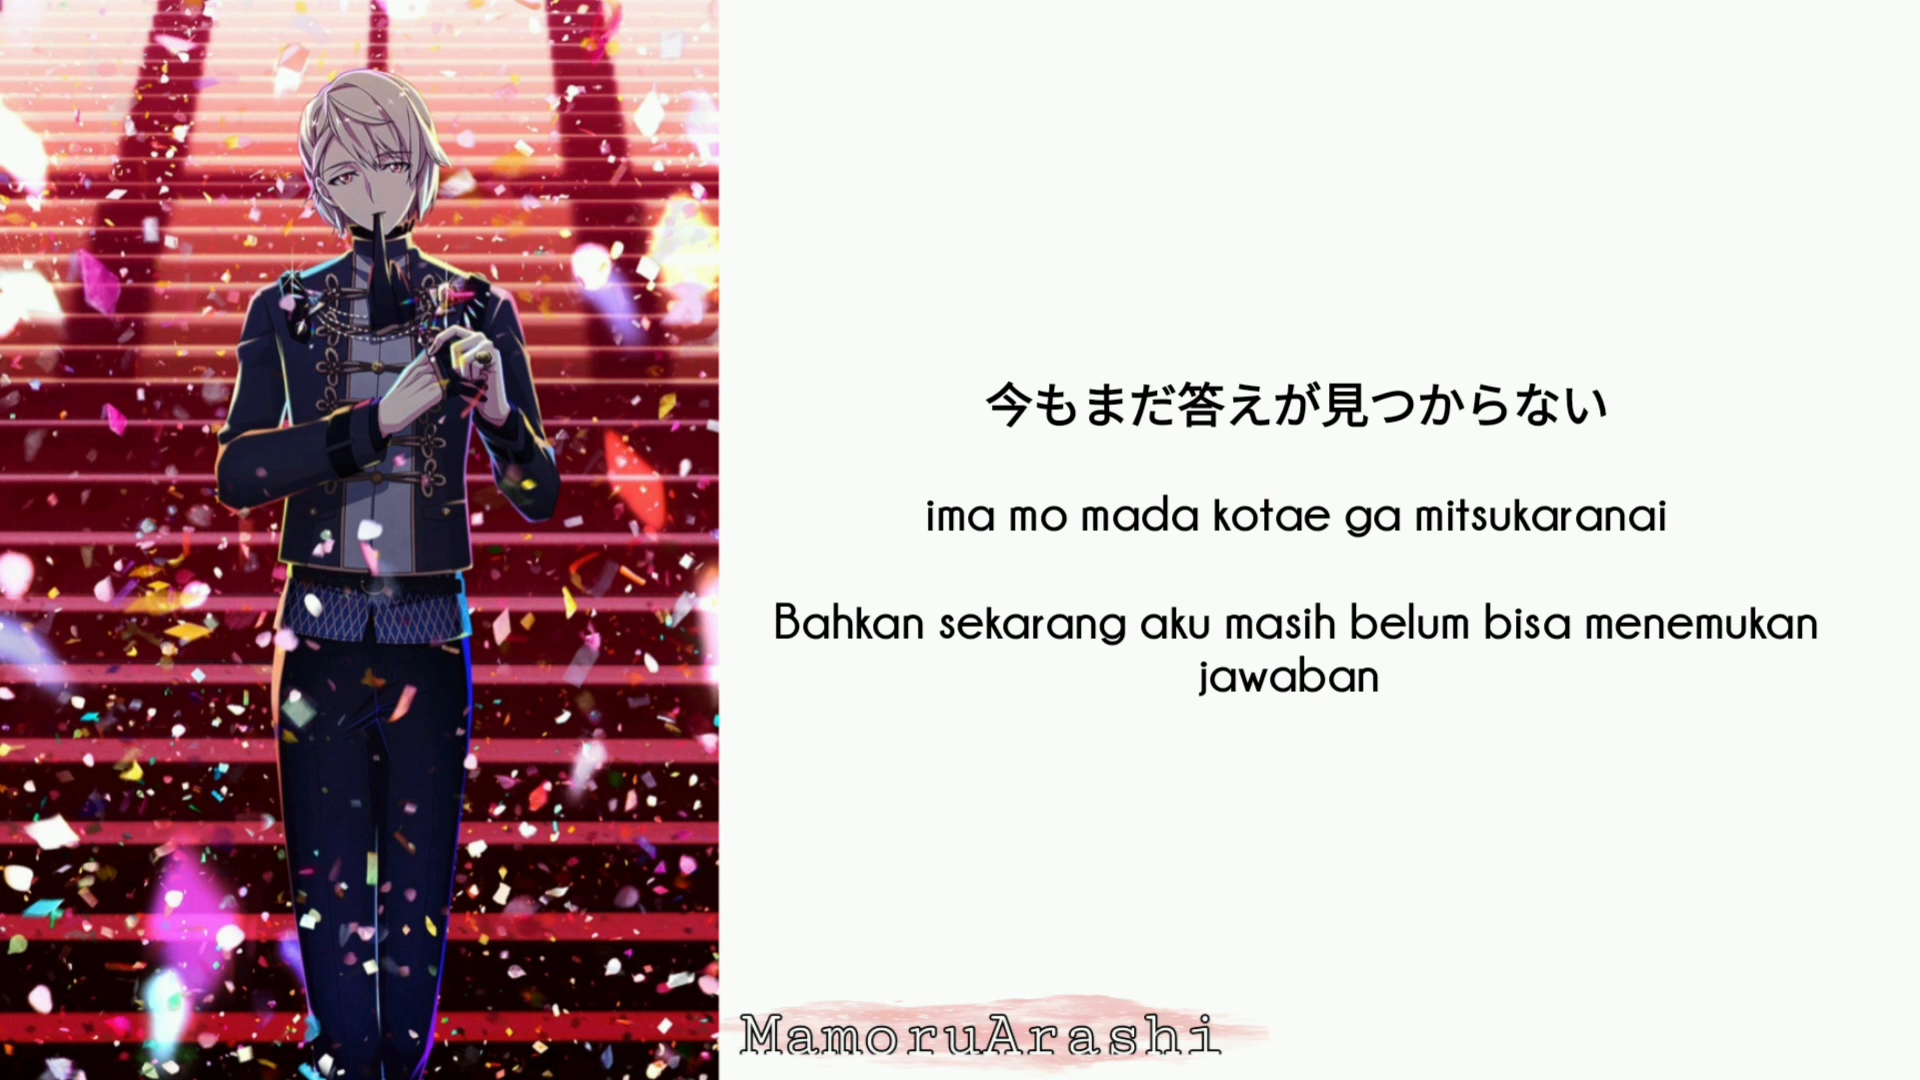 今もまだ答えが見つからない
ima mo mada kotae ga mitsukaranai
Bahkan sekarang aku masih belum bisa menemukan
jawaban
MamoruArashi